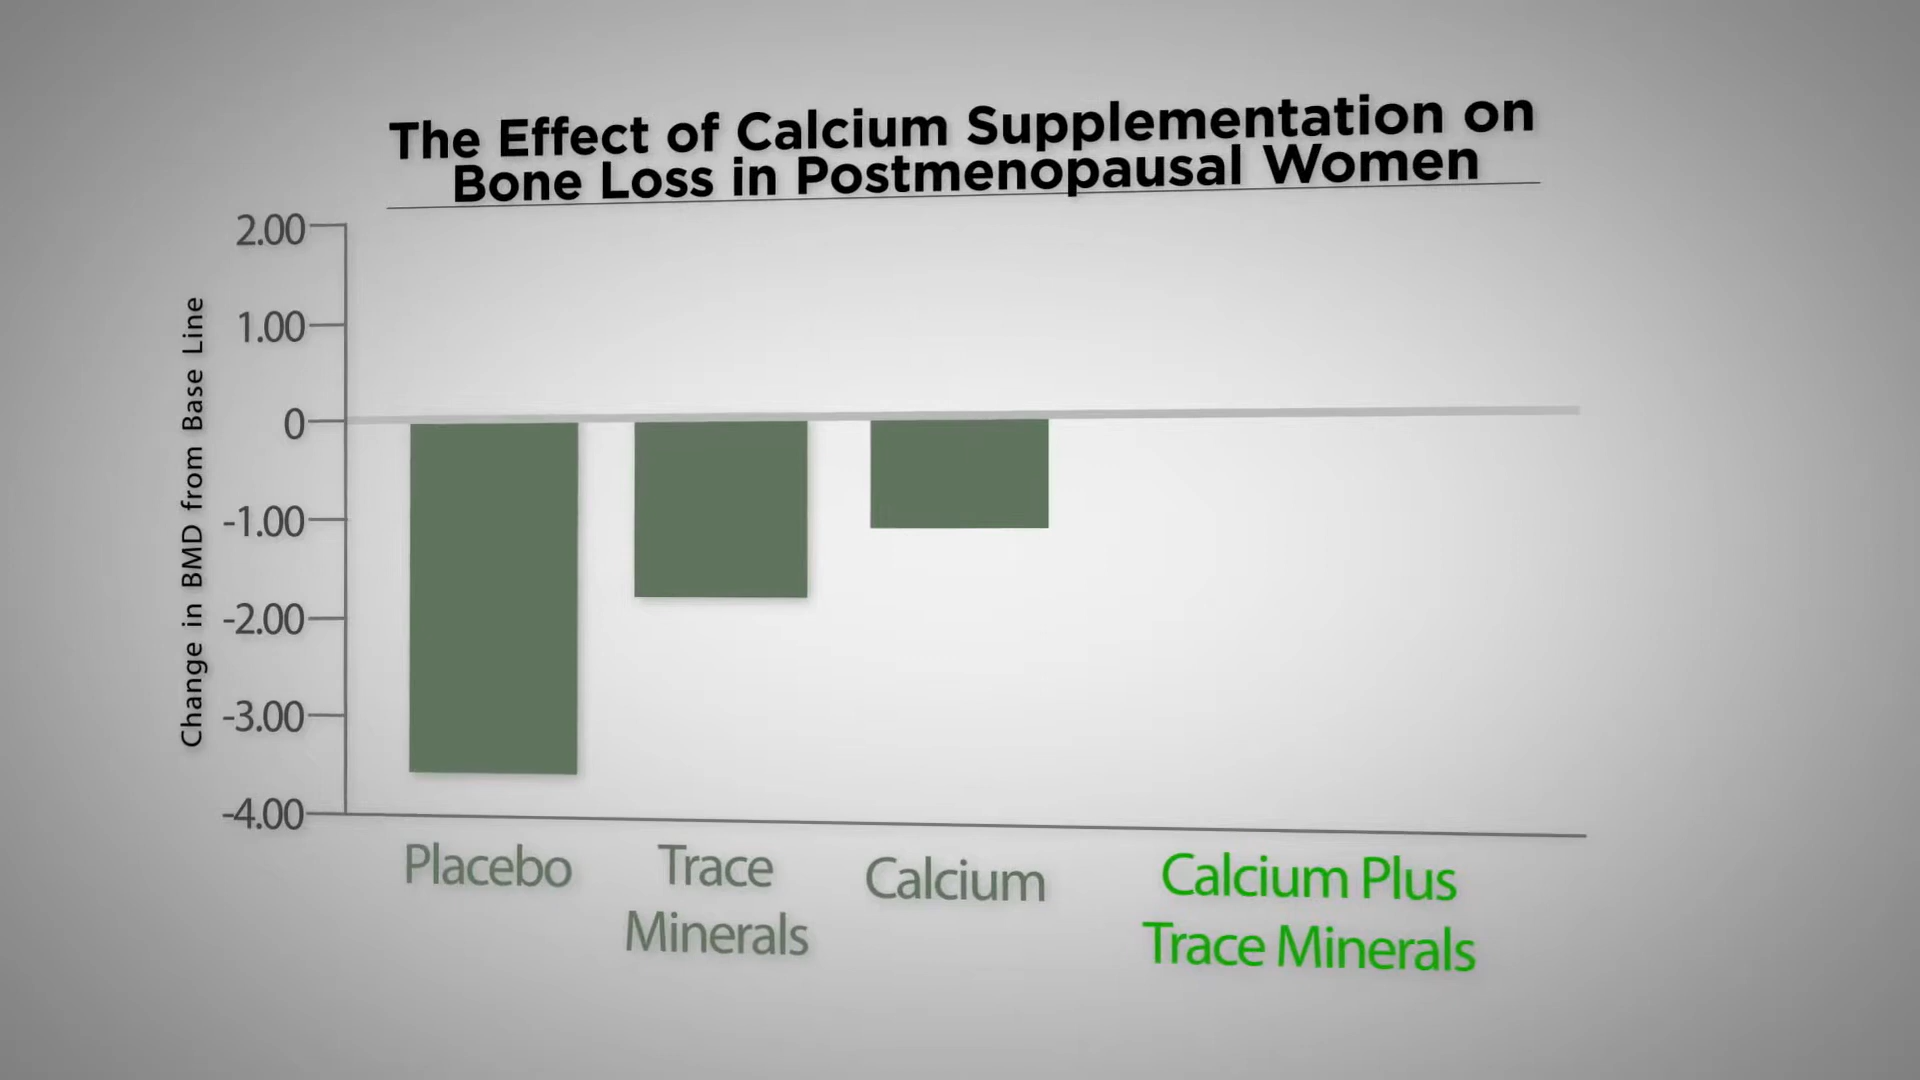 The Effect of Calcium Supplementation on
Bone Loss in Postmenopausal Women
Change in BMD from Base Line
2.00
1.00
0
-1.00
-2.00
-3.00
-4.00
Placebo
Trace
Minerals
Calcium
Calcium Plus
Trace Minerals